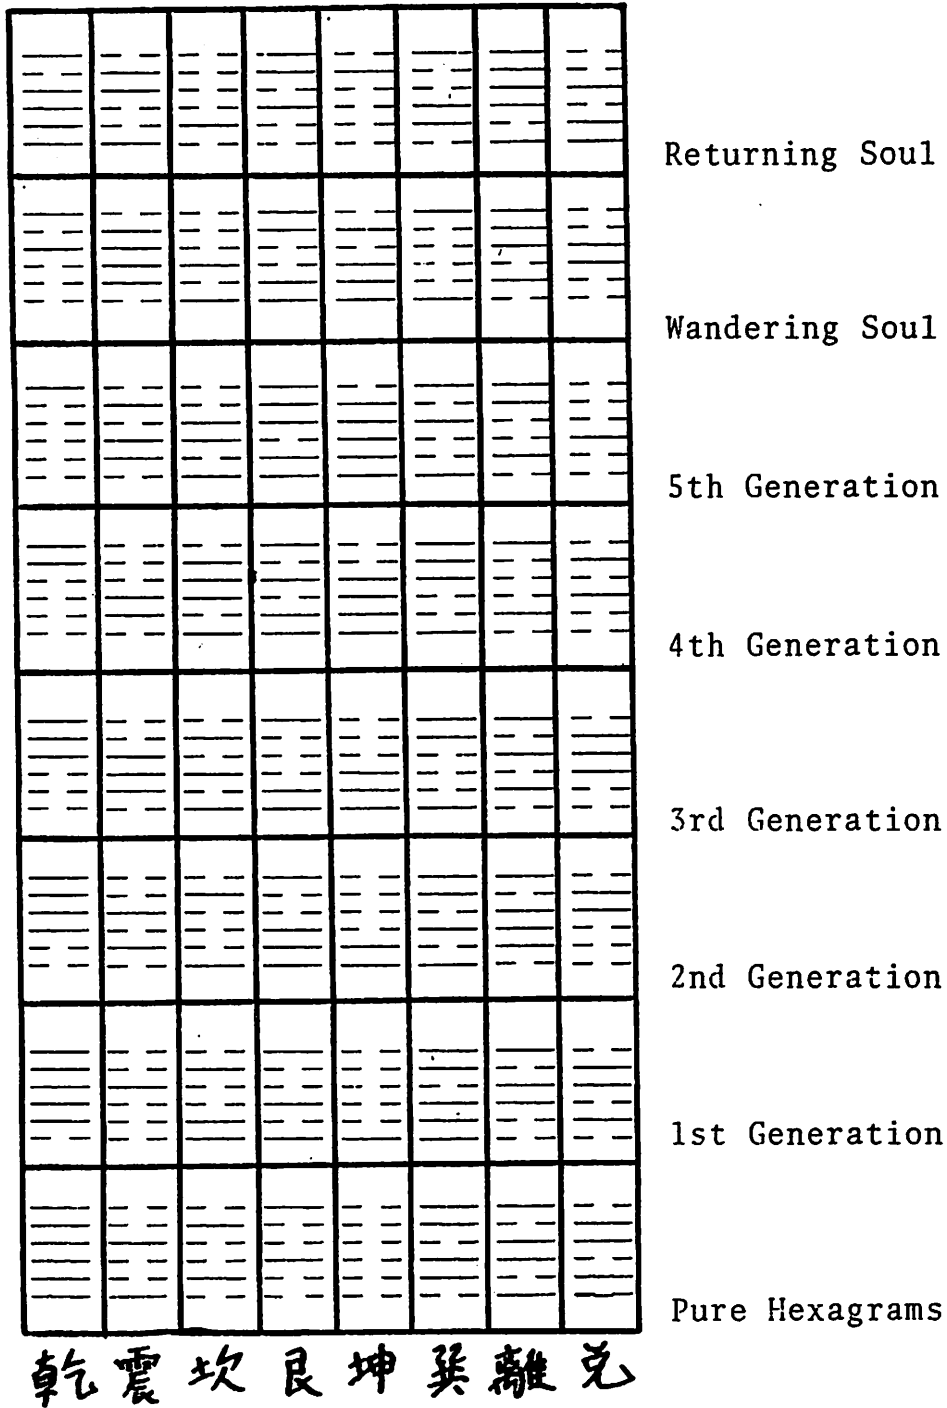 Returning Soul
Wandering Soul
5th Generation
4th Generation
3rd Generation
2nd Generation
1st Generation
Pure Hexagrams
乾 震 坎 艮 坤 巽 離 兌